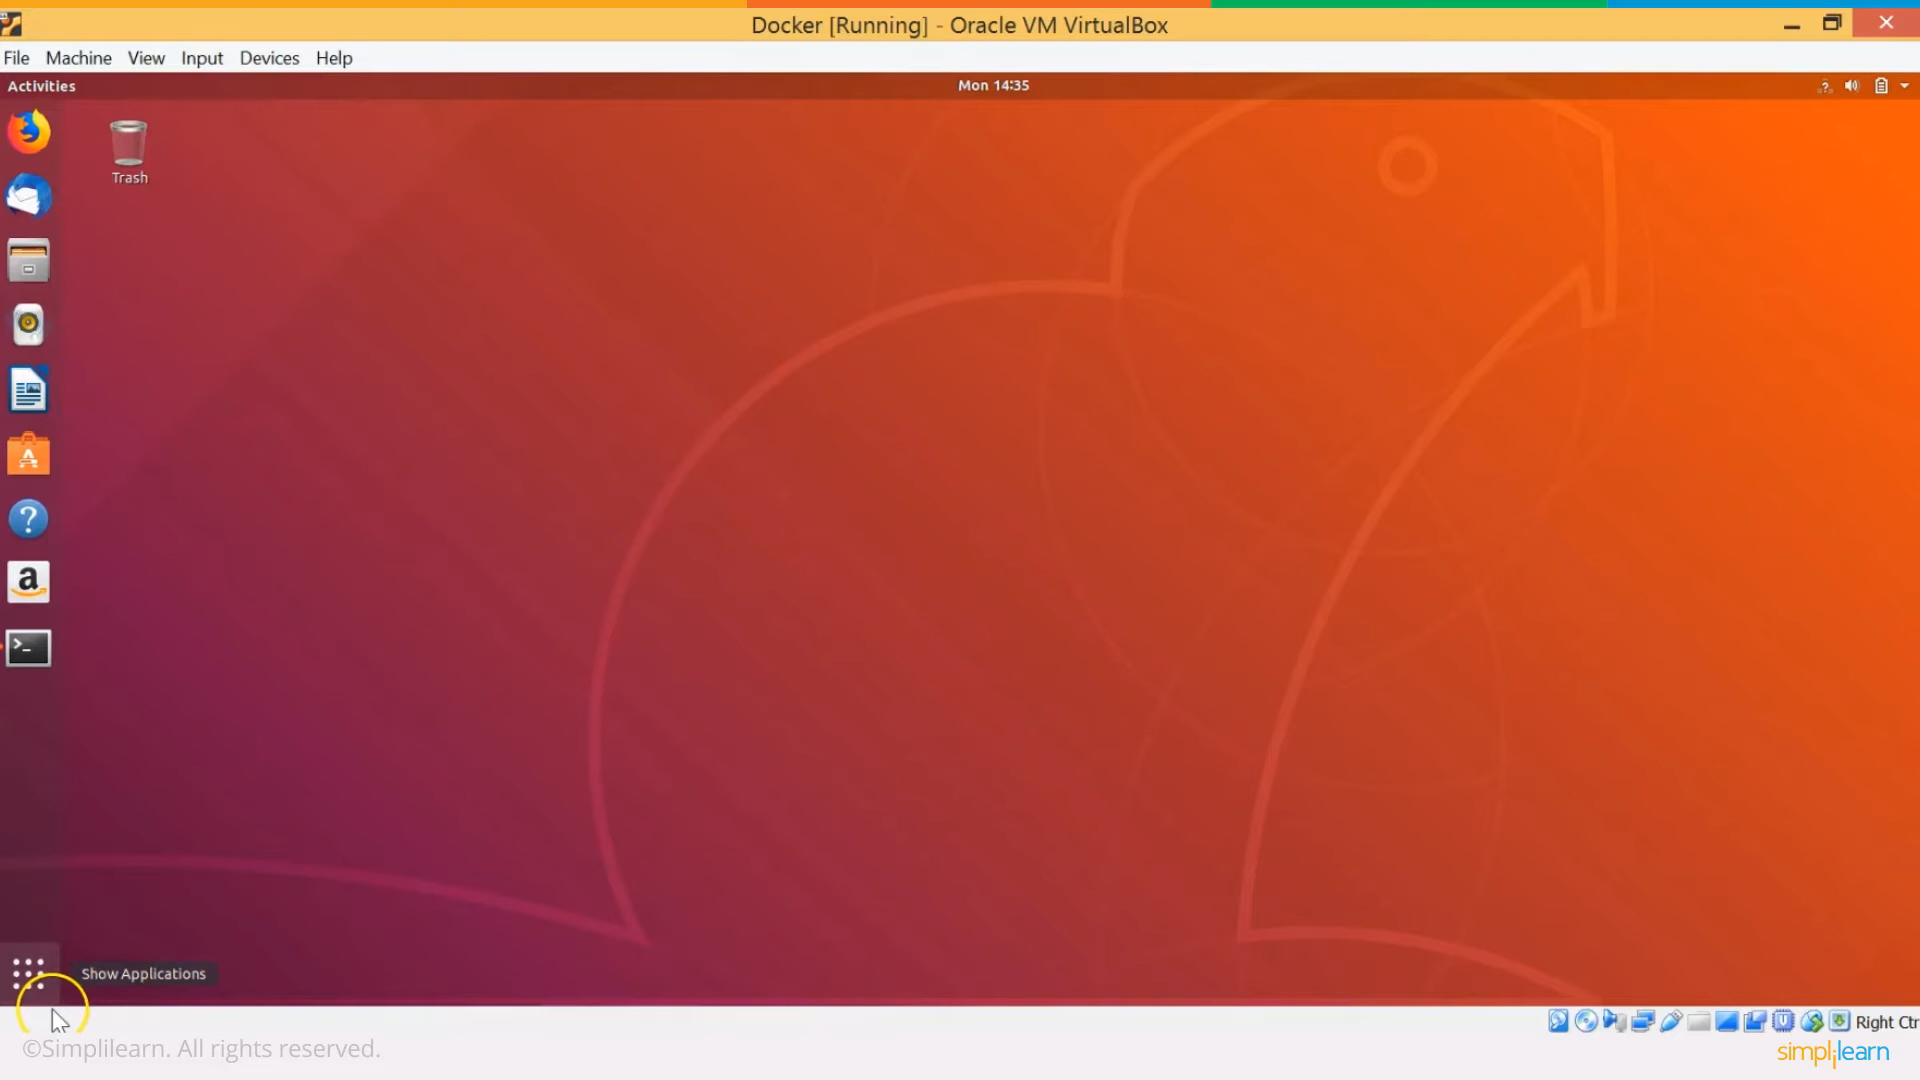 Docker [Running] - Oracle VM VirtualBox
File Machine View Input Devices Help
Activities
Mon 14:35
Trash
a
Show Applications
Right Ctr
©Simplilearn. All rights reserved.
simplilearn